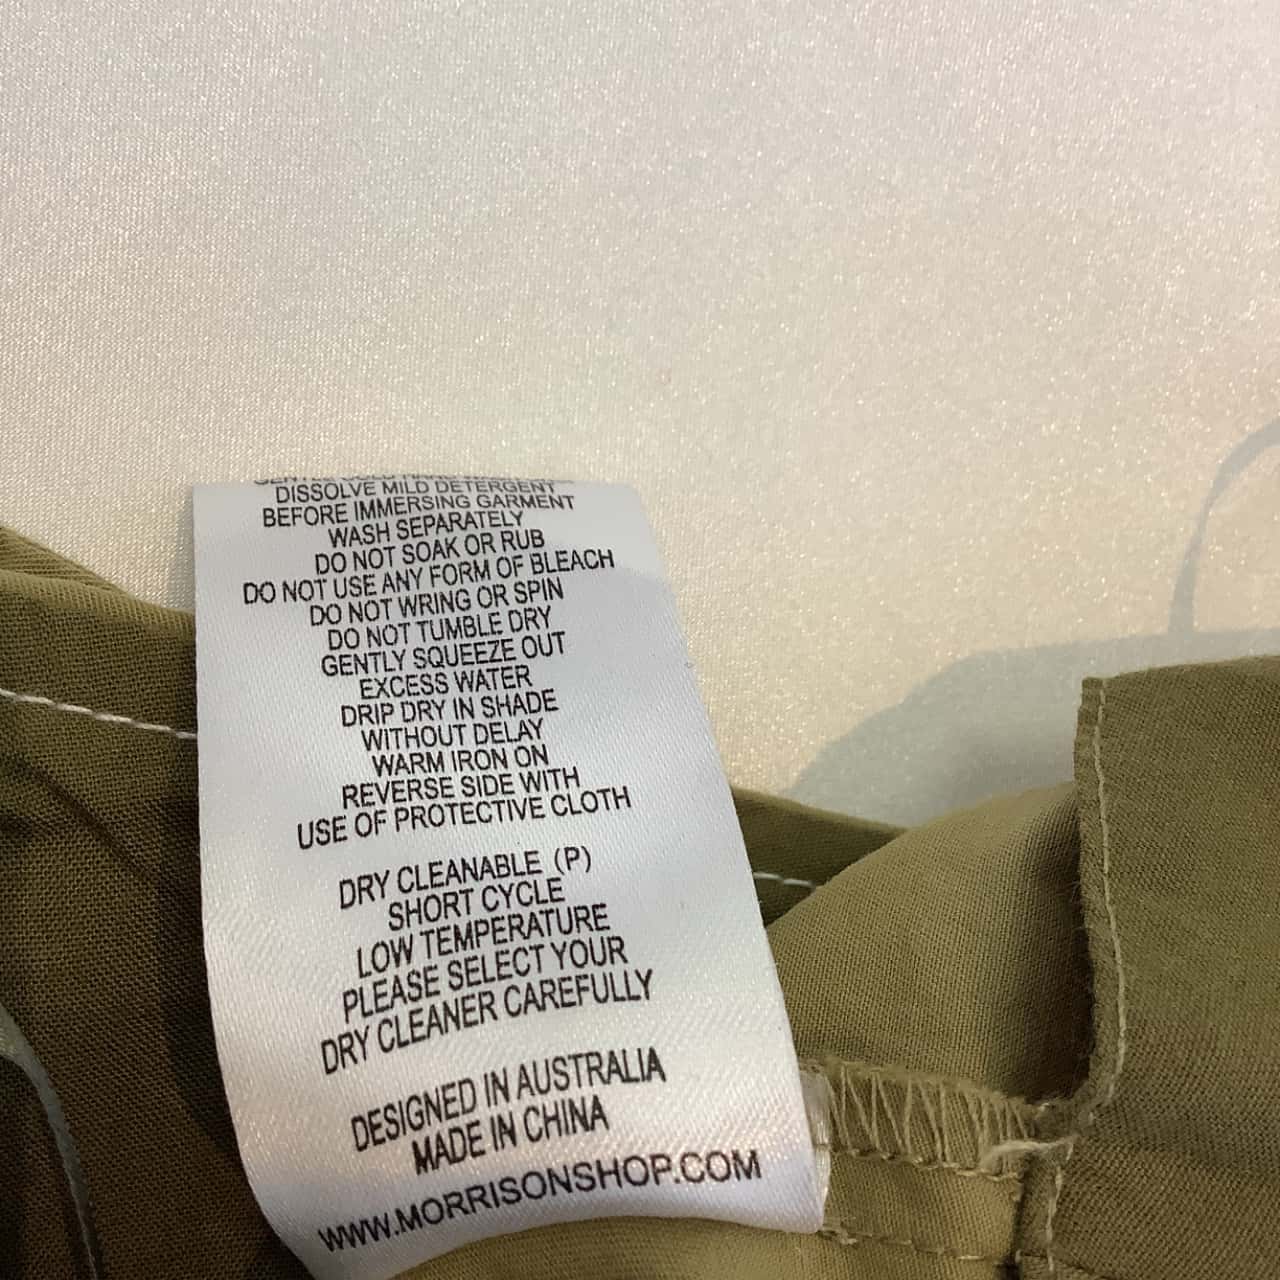 DISSOLVE MILD DETERGENT
BEFORE IMMERSING GARMENT
WASH SEPARATELY
DO NOT SOAK OR RUB
DO NOT USE ANY FORM OF BLEACH
DO NOT WRING OR SPIN
DO NOT TUMBLE DRY
GENTLY SQUEEZE OUT
EXCESS WATER
DRIP DRY IN SHADE
WITHOUT DELAY
WARM IRON ON
REVERSE SIDE WITH
USE OF PROTECTIVE CLOTH
DRY CLEANABLE (P)
SHORT CYCLE
LOW TEMPERATURE
PLEASE SELECT YOUR
DRY CLEANER CAREFULLY
DESIGNED IN AUSTRALIA
MADE IN CHINA
WWW.MORRISONSHOP.COM